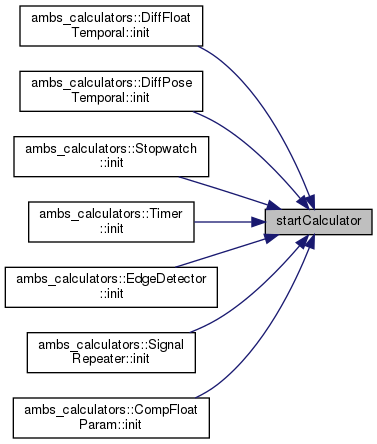 ambs_calculators::DiffFloat
Temporal::init
ambs_calculators::DiffPose
Temporal::init
ambs_calculators::Stopwatch
::init
ambs_calculators::Timer
::init
startCalculator
ambs_calculators::EdgeDetector
::init
ambs_calculators::Signal
Repeater::init
ambs_calculators::CompFloat
Param::init